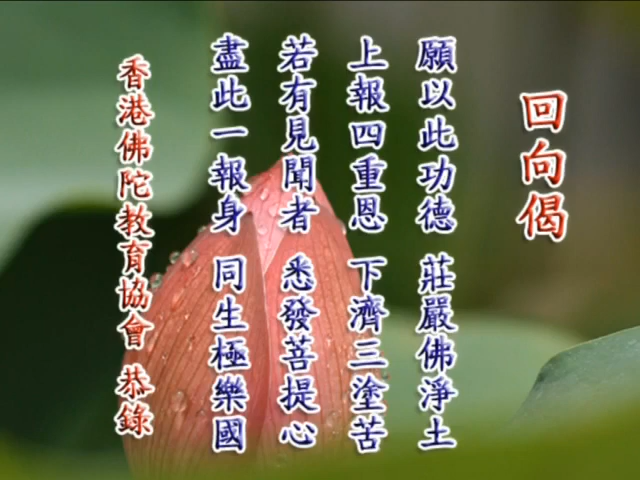 回向偈
願以此功德 莊嚴佛淨土
上報四重恩 下濟三塗苦
若有見聞者 悉發菩提心
盡此一報身 同生極樂國
香港佛陀教育協會 恭錄